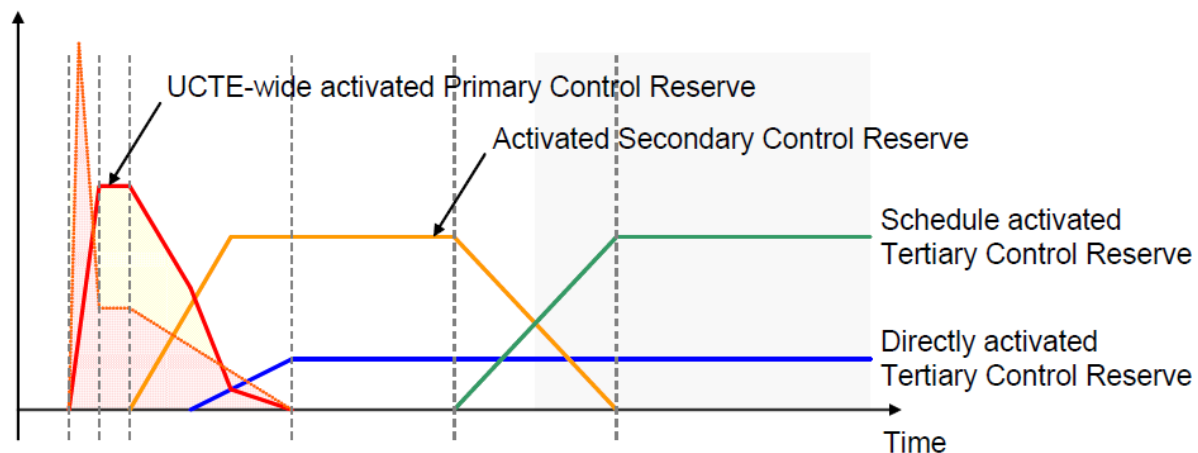 UCTE-wide activated Primary Control Reserve
Activated Secondary Control Reserve
Schedule activated
Tertiary Control Reserve
Directly activated
Tertiary Control Reserve
Time